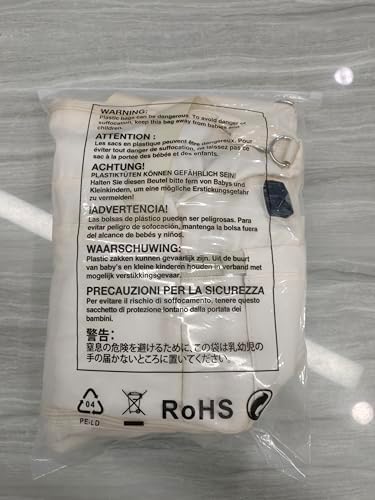 WARNING:
Plastic bags can be dangerous. To avoid danger of
suffocation, keep this bag away from babies and
children.
ATTENTION :
Les sacs en plastique peuvent être dangereux. Pour
éviter tout danger de suffocation, ne laissez pas ce
sac à la portée des bébés et des enfants.
ACHTUNG!
PLASTIKTÜTEN KÖNNEN GEFÄHRLICH SEIN!
Halten Sie diesen Beutel bitte fern von Babys und
Kleinkindern, um eine mögliche Erstickungsgefahr
zu vermeiden!
¡ADVERTENCIA!
Las bolsas de plástico pueden ser peligrosas. Para
evitar peligro de sofocación, mantenga la bolsa fuera
del alcance de bebés y niños.
WAARSCHUWING:
Plastic zakken kunnen gevaarlijk zijn. Uit de buurt
van baby's en kleine kinderen houden in verband met
mogelijk verstikkingsgevaar.
PRECAUZIONI PER LA SICUREZZA
Per evitare il rischio di soffocamento, tenere questo
sacchetto di protezione lontano dalla portata dei
bambini.
警告:
窒息の危険を避けるために、この袋は乳幼児の
手の届かないところに置いてください。
04
PE-LD
RoHS